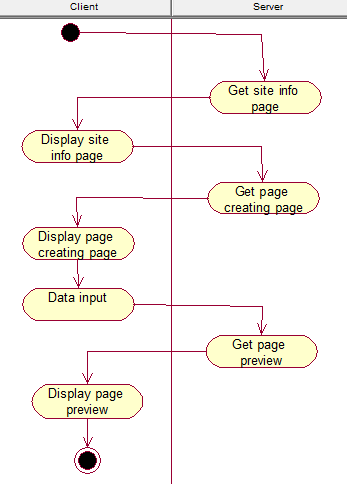 Client
Server
Get site info
page
Display site
info page
Get page
creating page
Display page
creating page
Data input
Get page
preview
Display page
preview